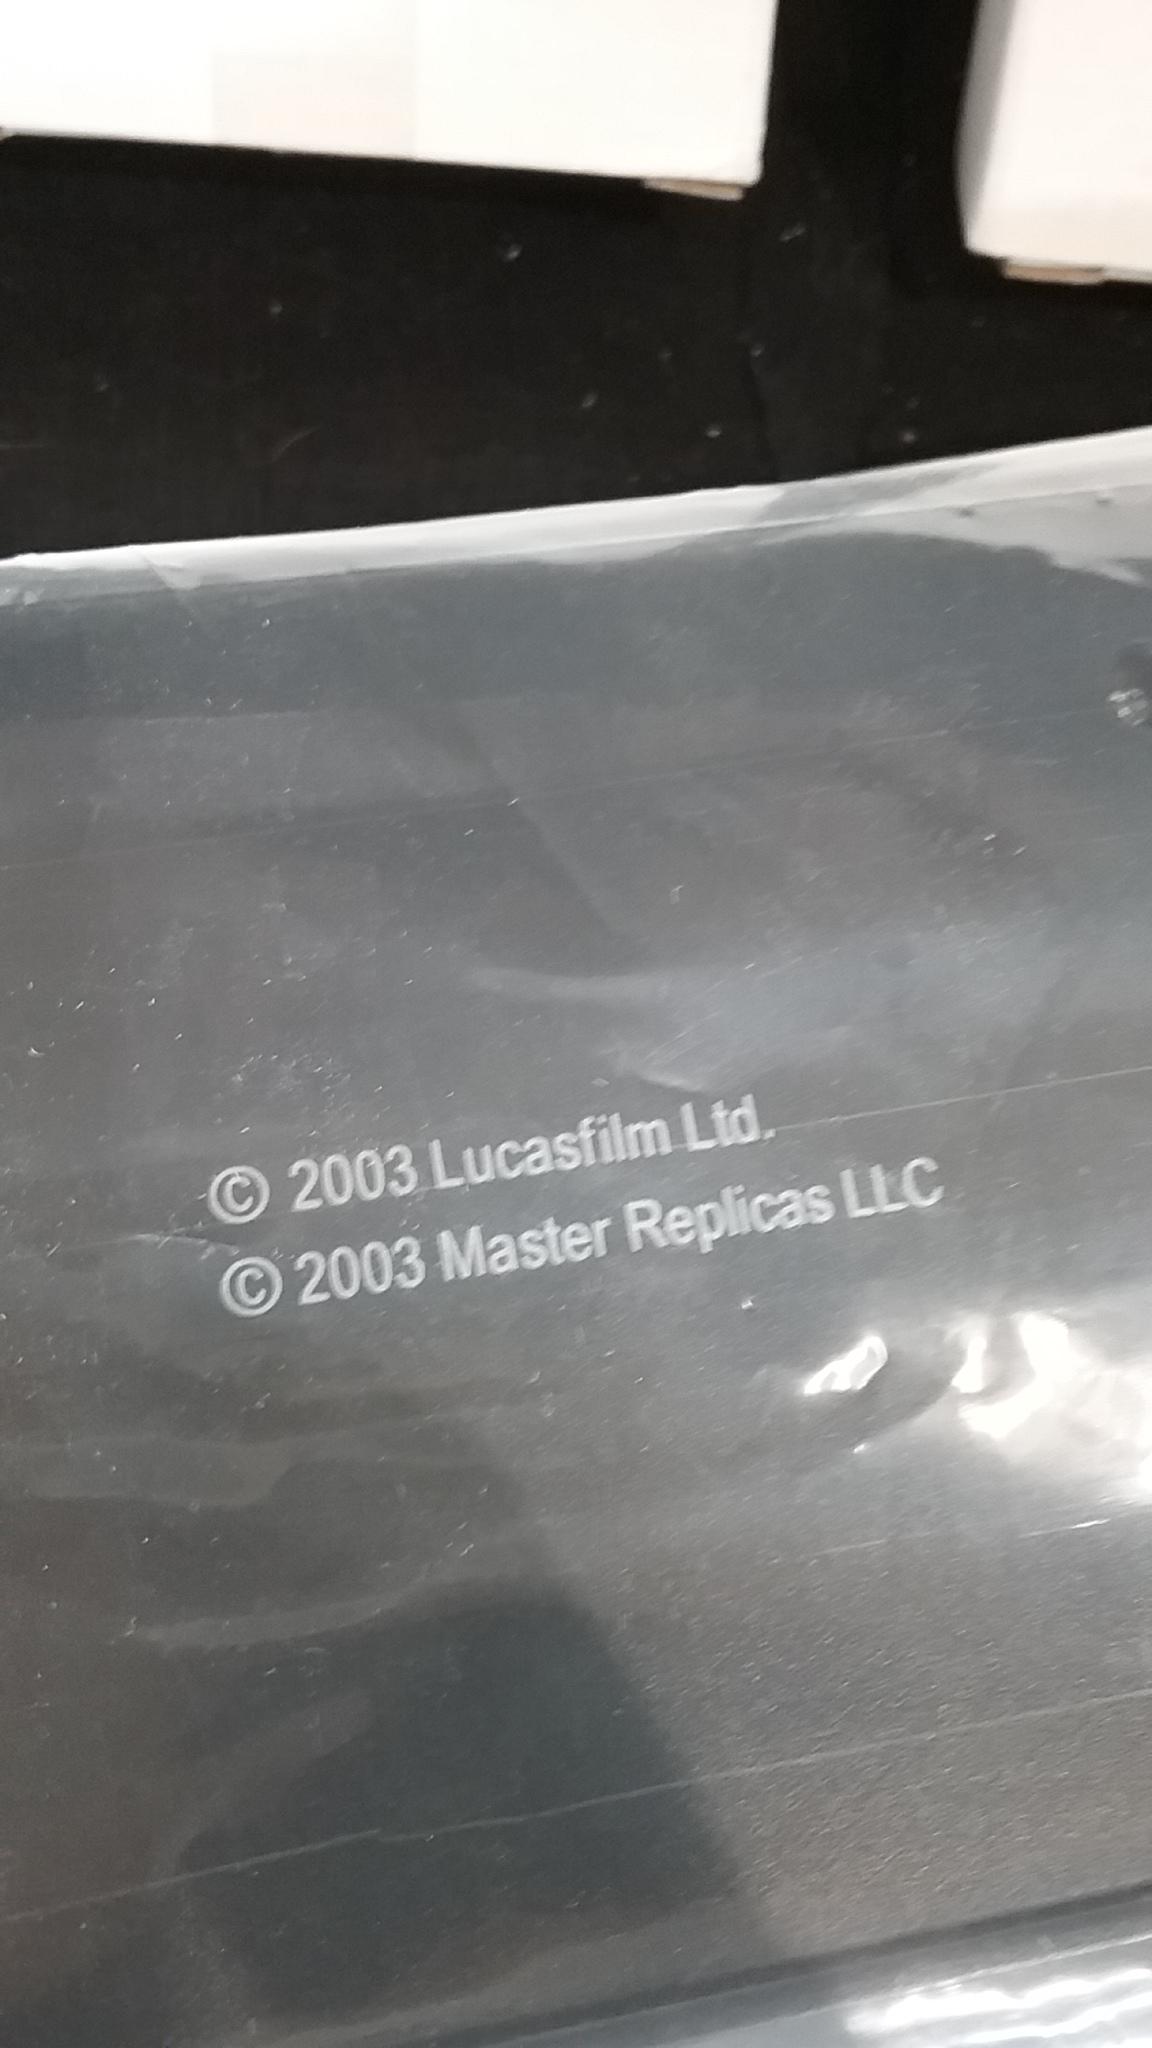 © 2003 Lucasfilm Ltd.
© 2003 Master Replicas LLC